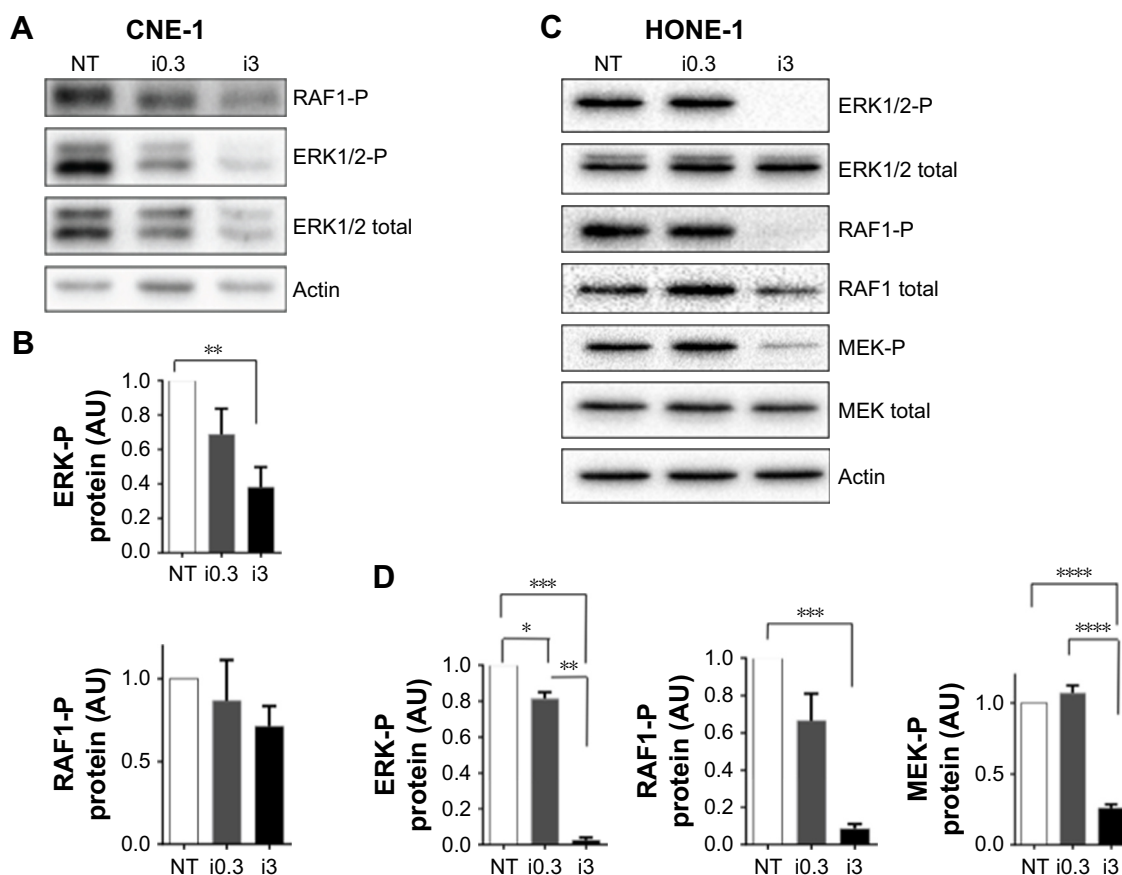 A CNE-1
NT i0.3 i3
RAF1-P
ERK1/2-P
ERK1/2 total
Actin
B
**
ERK-P
protein (AU)
1.0
0.8
0.6
0.4
0.2
0.0
NT i0.3 i3
RAF1-P
protein (AU)
1.0
0.5
0.0
NT i0.3 i3
C HONE-1
NT i0.3 i3
ERK1/2-P
ERK1/2 total
RAF1-P
RAF1 total
MEK-P
MEK total
Actin
D
***
*
**
ERK-P
protein (AU)
1.0
0.8
0.6
0.4
0.2
0.0
NT i0.3 i3
***
RAF1-P
protein (AU)
1.0
0.8
0.6
0.4
0.2
0.0
NT i0.3 i3
****
****
MEK-P
protein (AU)
1.0
0.5
0.0
NT i0.3 i3